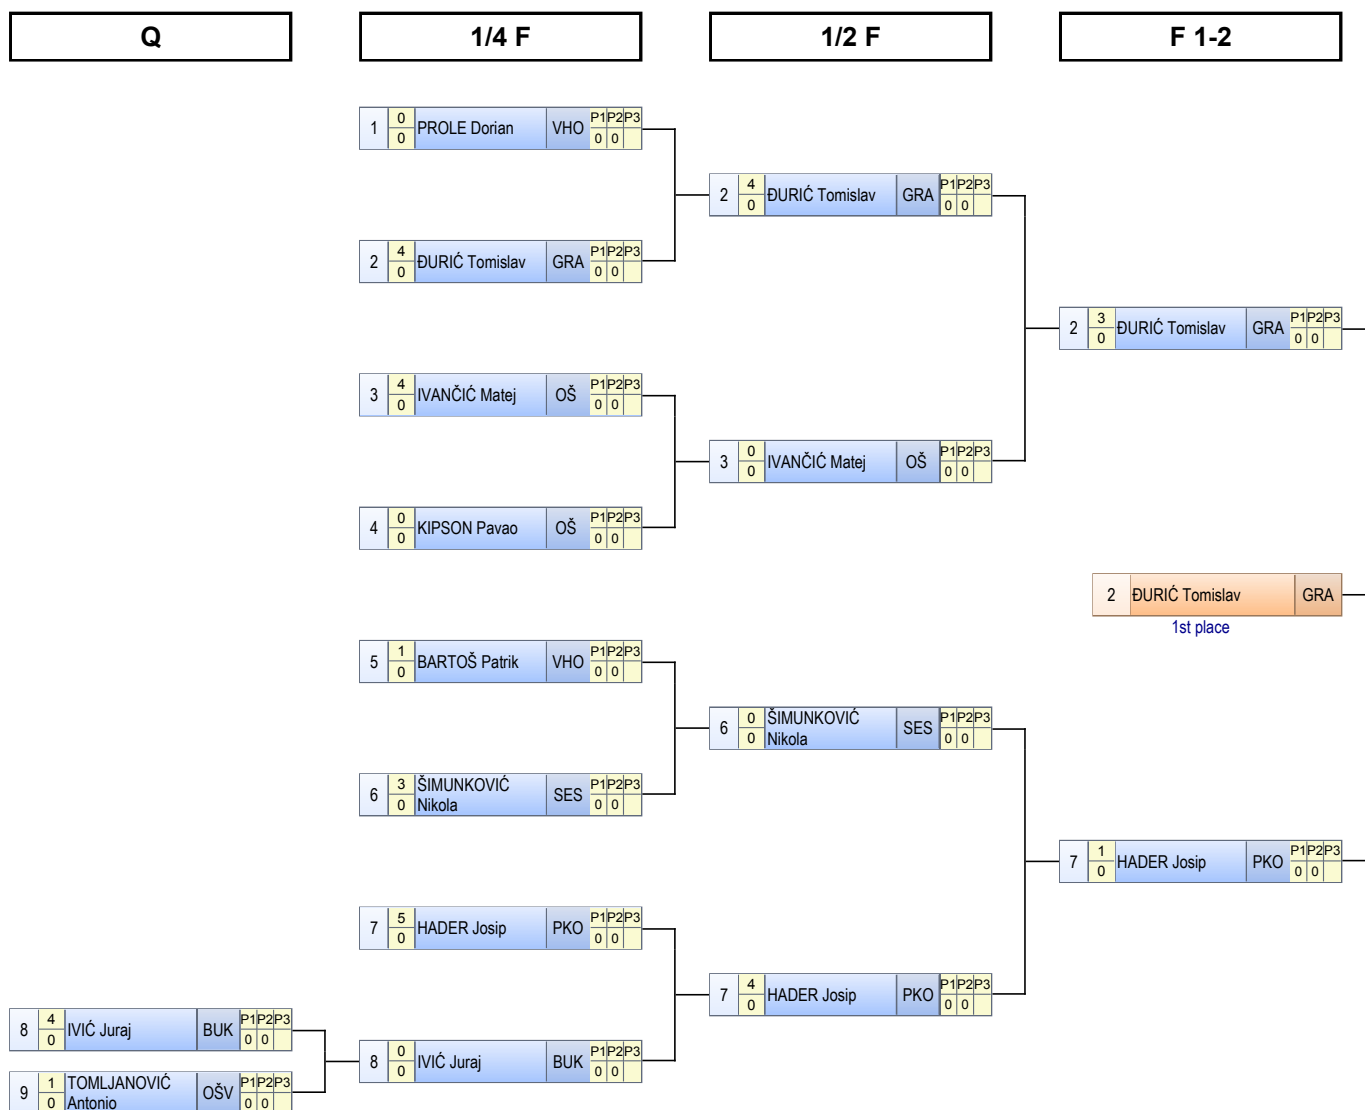 Q
1/4 F
1/2 F
F 1-2
1 0 PROLE Dorian VHO P1 P2 P3
0 0 0
2 4 ĐURIĆ Tomislav GRA P1 P2 P3
0 0 0
2 4 ĐURIĆ Tomislav GRA P1 P2 P3
0 0 0
2 3 ĐURIĆ Tomislav GRA P1 P2 P3
0 0 0
3 4 IVANČIĆ Matej OŠ P1 P2 P3
0 0 0
3 0 IVANČIĆ Matej OŠ P1 P2 P3
0 0 0
4 0 KIPSON Pavao OŠ P1 P2 P3
0 0 0
2 ĐURIĆ Tomislav GRA
1st place
5 1 BARTOŠ Patrik VHO P1 P2 P3
0 0 0
6 0 ŠIMUNKOVIĆ SES P1 P2 P3
0 Nikola 0 0
6 3 ŠIMUNKOVIĆ SES P1 P2 P3
0 Nikola 0 0
7 1 HADER Josip PKO P1 P2 P3
0 0 0
7 5 HADER Josip PKO P1 P2 P3
0 0 0
7 4 HADER Josip PKO P1 P2 P3
0 0 0
8 4 IVIĆ Juraj BUK P1 P2 P3
0 0 0
8 0 IVIĆ Juraj BUK P1 P2 P3
0 0 0
9 1 TOMLJANOVIĆ OŠV P1 P2 P3
0 Antonio 0 0